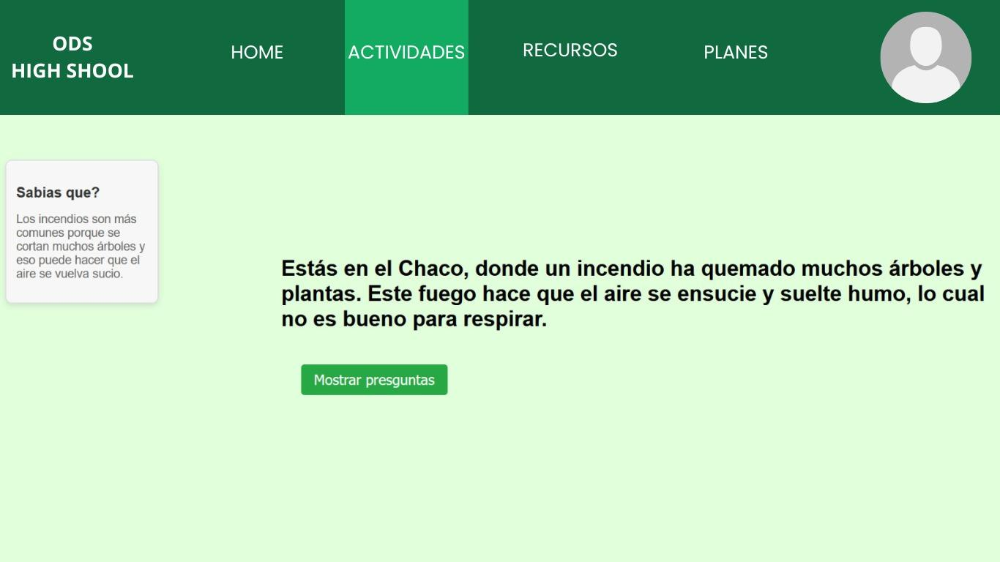 ODS
HIGH SHOOL
HOME
ACTIVIDADES
RECURSOS
PLANES
Sabias que?
Los incendios son más
comunes porque se
cortan muchos árboles y
eso puede hacer que el
aire se vuelva sucio.
Estás en el Chaco, donde un incendio ha quemado muchos árboles y
plantas. Este fuego hace que el aire se ensucie y suelte humo, lo cual
no es bueno para respirar.
Mostrar presguntas